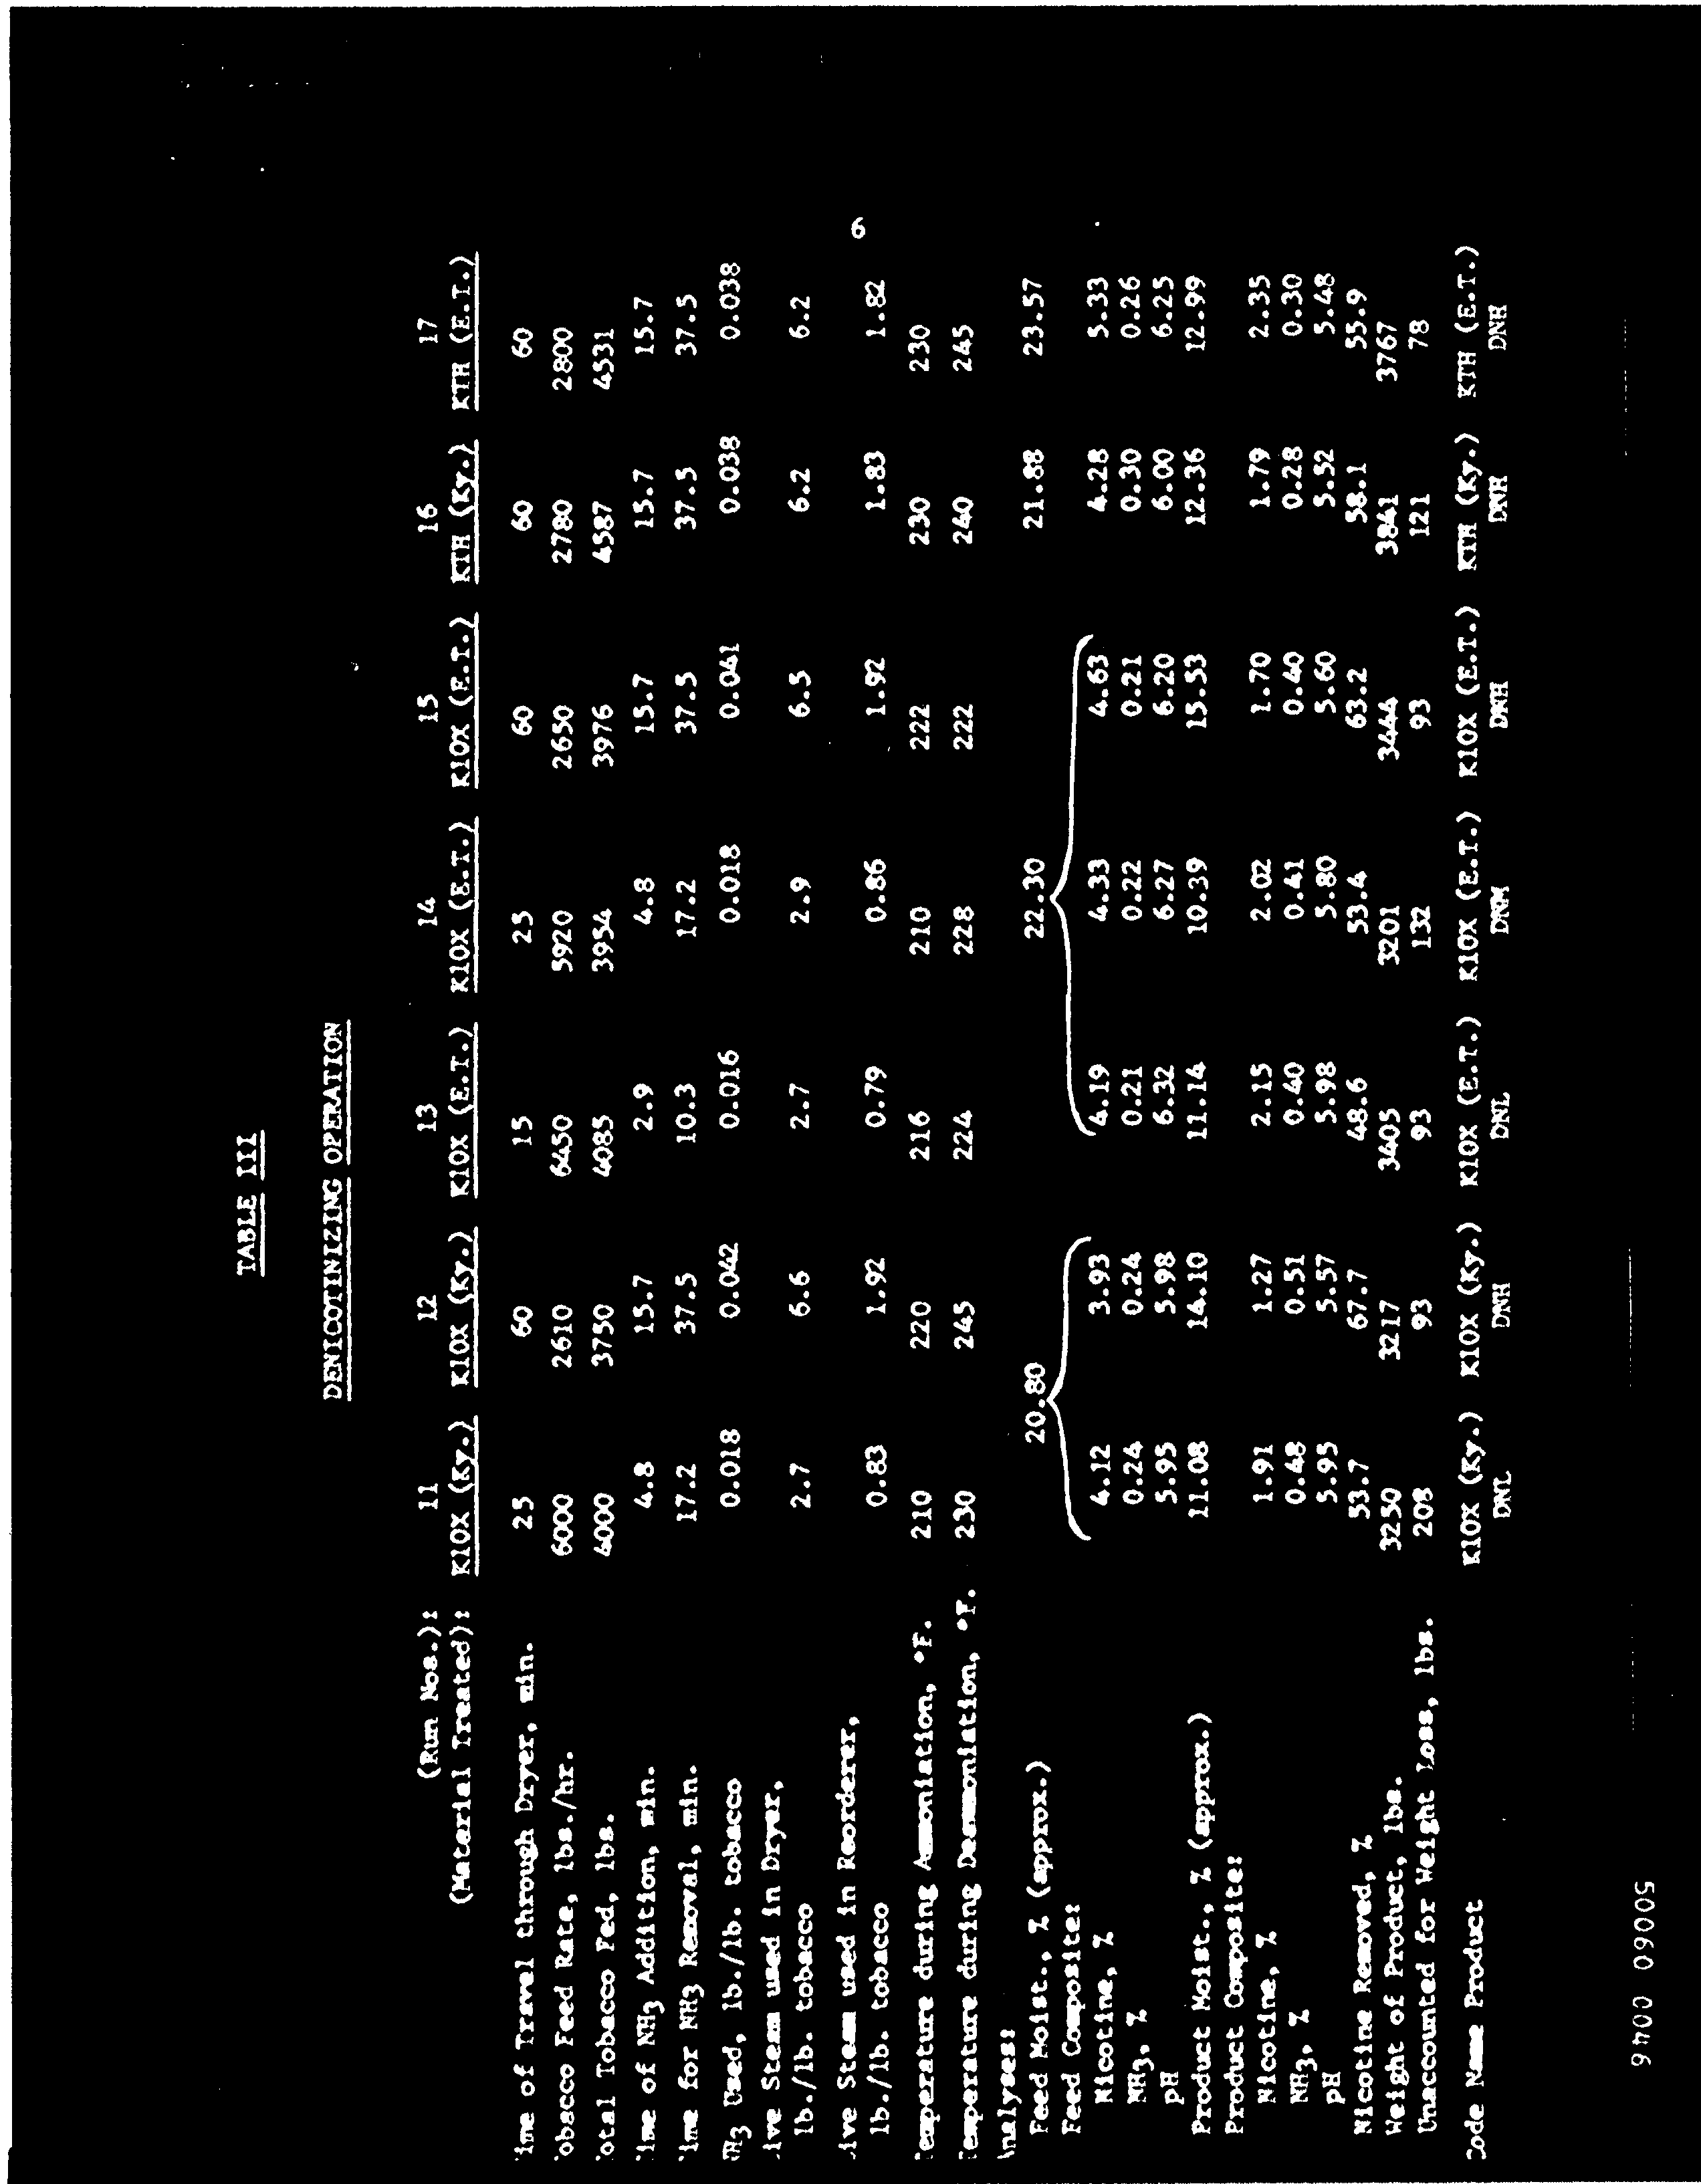 TABLE III
DENICOTINIZING OPERATION
(Run Nos.): 11 12 13 14 15 16 17
(Material Treated): K10X (Ky.) K10X (Ky.) K10X (E.T.) K10X (E.T.) K10X (E.T.) KTH (Ky.) KTH (E.T.)
ime of Travel through Dryer, min. 25 60 15 25 60 60 60
obacco Feed Rate, lbs./hr. 6000 2610 6450 5920 2650 2780 2800
otal Tobacco Fed, lbs. 4000 3750 4085 3954 3976 4587 4531
ime of NH3 Addition, min. 4.8 15.7 2.9 4.8 15.7 15.7 15.7
ime for NH3 Removal, min. 17.2 37.5 10.3 17.2 37.5 37.5 37.5
NH3 Used, lb./lb. tobacco 0.018 0.042 0.016 0.018 0.041 0.038 0.038
ive Steam used in Dryer,
lb./lb. tobacco 2.7 6.6 2.7 2.9 6.5 6.2 6.2
ive Steam used in Reorderer,
lb./lb. tobacco 0.83 1.92 0.79 0.86 1.92 1.83 1.82
6
Temperature during Ammoniation, °F. 210 220 216 210 222 230 230
Temperature during Deammoniation, °F. 230 245 224 228 222 240 245
Analyses:
Feed Moist., % (approx.) 20.80 22.30 21.88 23.57
Feed Composite:
Nicotine, % 4.12 3.93 4.19 4.33 4.63 4.28 5.33
NH3, % 0.24 0.24 0.21 0.22 0.21 0.30 0.26
pH 5.95 5.98 6.32 6.27 6.20 6.00 6.25
Product Moist., % (approx.) 11.08 14.10 11.14 10.39 15.53 12.36 12.99
Product Composite:
Nicotine, % 1.91 1.27 2.15 2.02 1.70 1.79 2.35
NH3, % 0.48 0.51 0.40 0.41 0.40 0.28 0.30
pH 5.95 5.57 5.98 5.80 5.60 5.52 5.48
Nicotine Removed, % 53.7 67.7 48.6 53.4 63.2 58.1 55.9
Weight of Product, lbs. 3250 3217 3405 3201 3444 3841 3767
Unaccounted for Weight Loss, lbs. 208 93 93 132 93 121 78
Code Name Product K10X (Ky.) K10X (Ky.) K10X (E.T.) K10X (E.T.) K10X (E.T.) KTH (Ky.) KTH (E.T.)
DNL DNH DNL DNM DNH DNH DNH
50060 0046